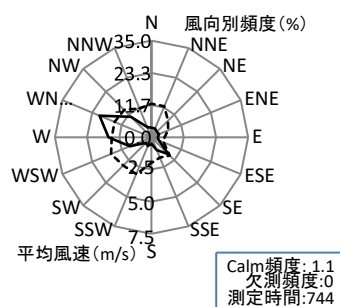 N 風向別頻度(%)
35.0
NNW NNE
NW 23.3 NE
WN... 11.7 ENE
W 0.0 E
WSW 2.5 ESE
SW 5.0 SE
SSW SSE
平均風速(m/s) 7.5
S
Calm頻度: 1.1
欠測頻度:0
測定時間:744